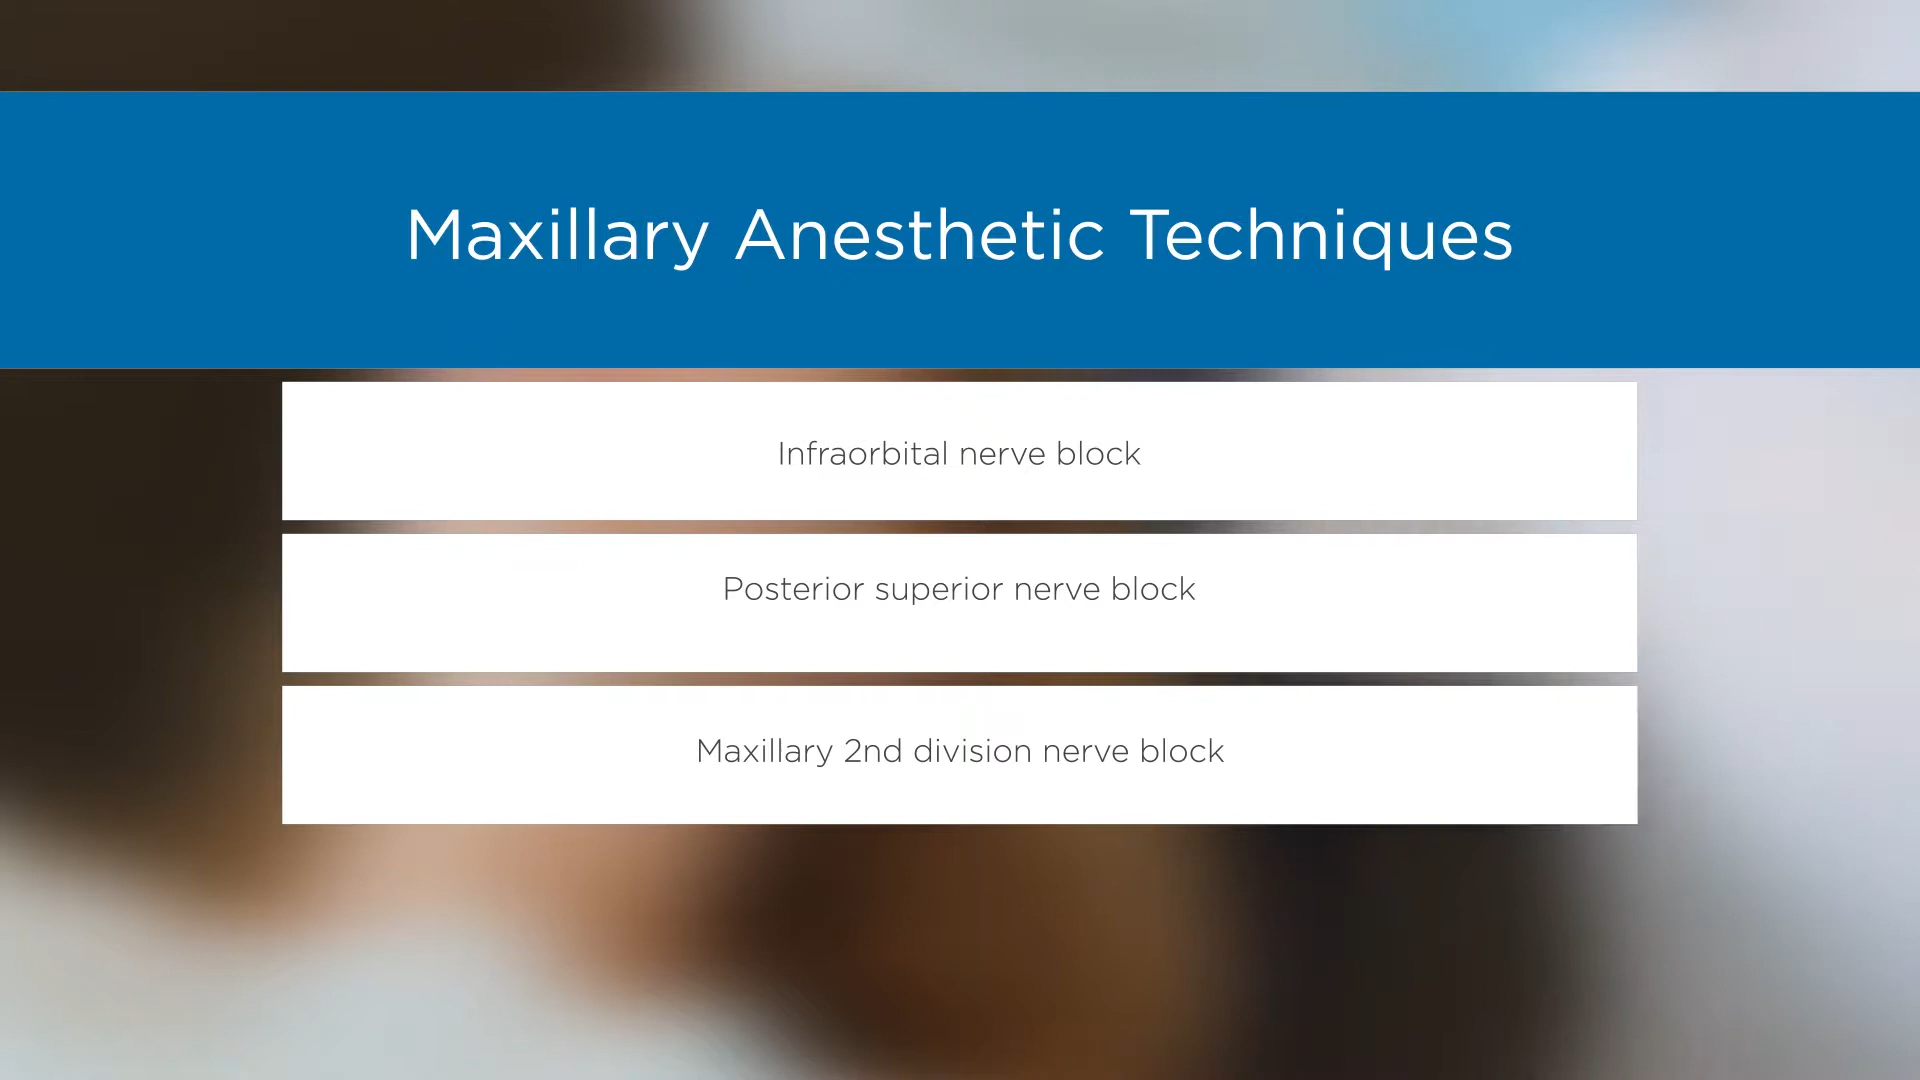 Maxillary Anesthetic Techniques
Infraorbital nerve block
Posterior superior nerve block
Maxillary 2nd division nerve block